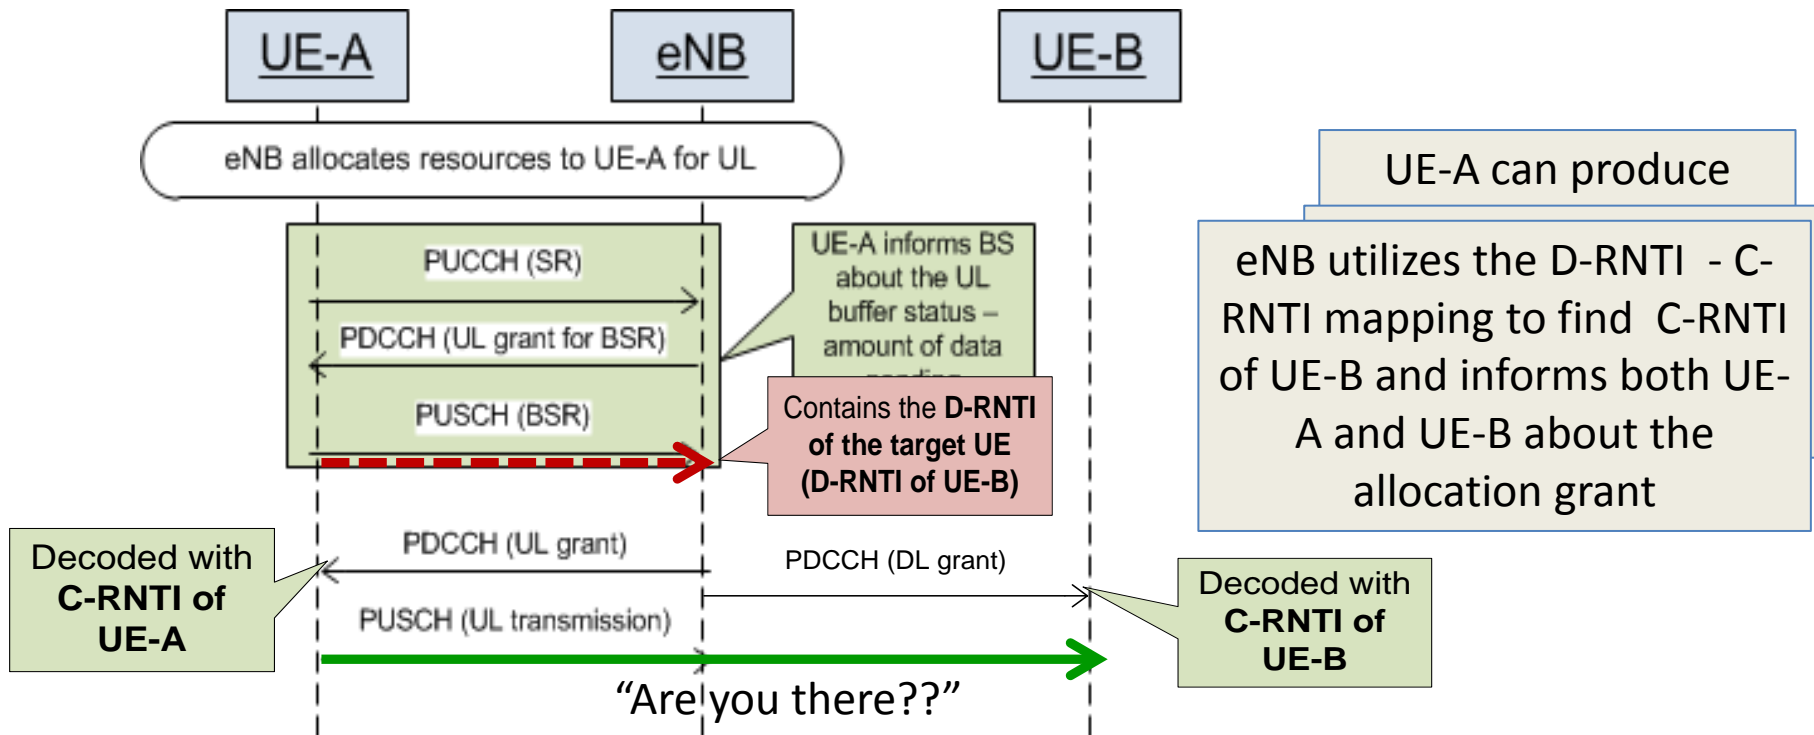 UE-A
eNB
UE-B
eNB allocates resources to UE-A for UL
UE-A can produce
PUCCH (SR)
UE-A informs BS
about the UL
buffer status –
amount of data
eNB utilizes the D-RNTI - C-
RNTI mapping to find C-RNTI
of UE-B and informs both UE-
A and UE-B about the
allocation grant
PDCCH (UL grant for BSR)
PUSCH (BSR)
Contains the D-RNTI
of the target UE
(D-RNTI of UE-B)
PDCCH (UL grant)
PDCCH (DL grant)
Decoded with
C-RNTI of
UE-A
Decoded with
C-RNTI of
UE-B
PUSCH (UL transmission)
“Are you there??”